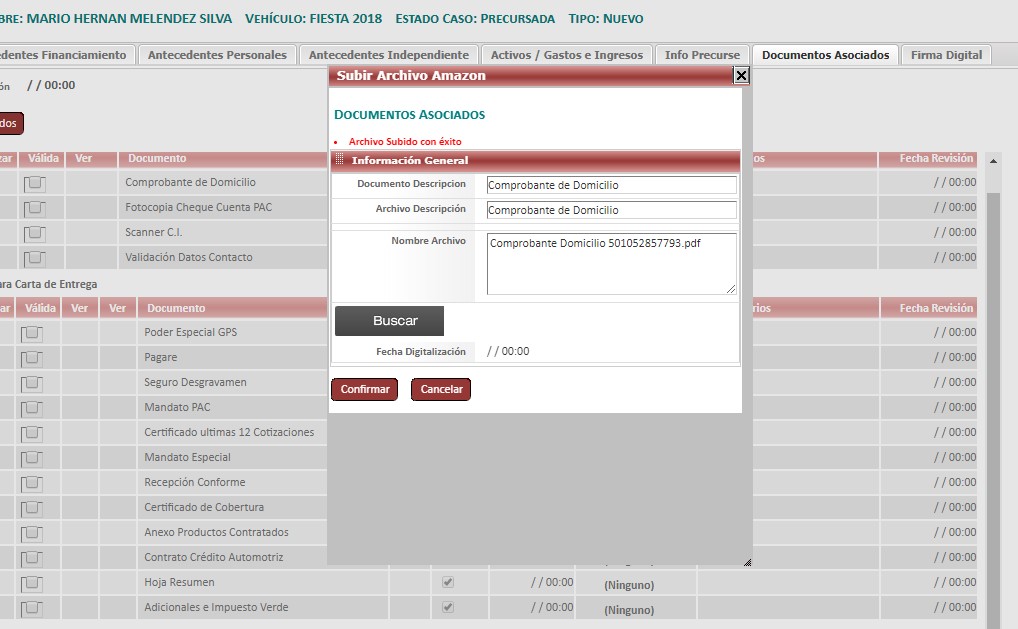 BRE: MARIO HERNAN MELENDEZ SILVA VEHÍCULO: FIESTA 2018 ESTADO CASO: PRECURSADA TIPO: NUEVO
edentes Financiamiento Antecedentes Personales Antecedentes Independiente Activos / Gastos e Ingresos Info Precurse Documentos Asociados Firma Digital
ón / / 00:00
dos
Subir Archivo Amazon
DOCUMENTOS ASOCIADOS
Archivo Subido con éxito
Información General
Documento Descripcion Comprobante de Domicilio
Archivo Descripción Comprobante de Domicilio
Nombre Archivo Comprobante Domicilio 501052857793.pdf
Buscar
Fecha Digitalización / / 00:00
Confirmar Cancelar
zar Válida Ver Documento os Fecha Revisión
Comprobante de Domicilio / / 00:00
Fotocopia Cheque Cuenta PAC / / 00:00
Scanner C.I. / / 00:00
Validación Datos Contacto / / 00:00
ara Carta de Entrega
ar Válida Ver Ver Documento rios Fecha Revisión
Poder Especial GPS / / 00:00
Pagare / / 00:00
Seguro Desgravamen / / 00:00
Mandato PAC / / 00:00
Certificado ultimas 12 Cotizaciones / / 00:00
Mandato Especial / / 00:00
Recepción Conforme / / 00:00
Certificado de Cobertura / / 00:00
Anexo Productos Contratados / / 00:00
Contrato Crédito Automotriz / / 00:00
Hoja Resumen / / 00:00 (Ninguno) / / 00:00
Adicionales e Impuesto Verde / / 00:00 (Ninguno) / / 00:00